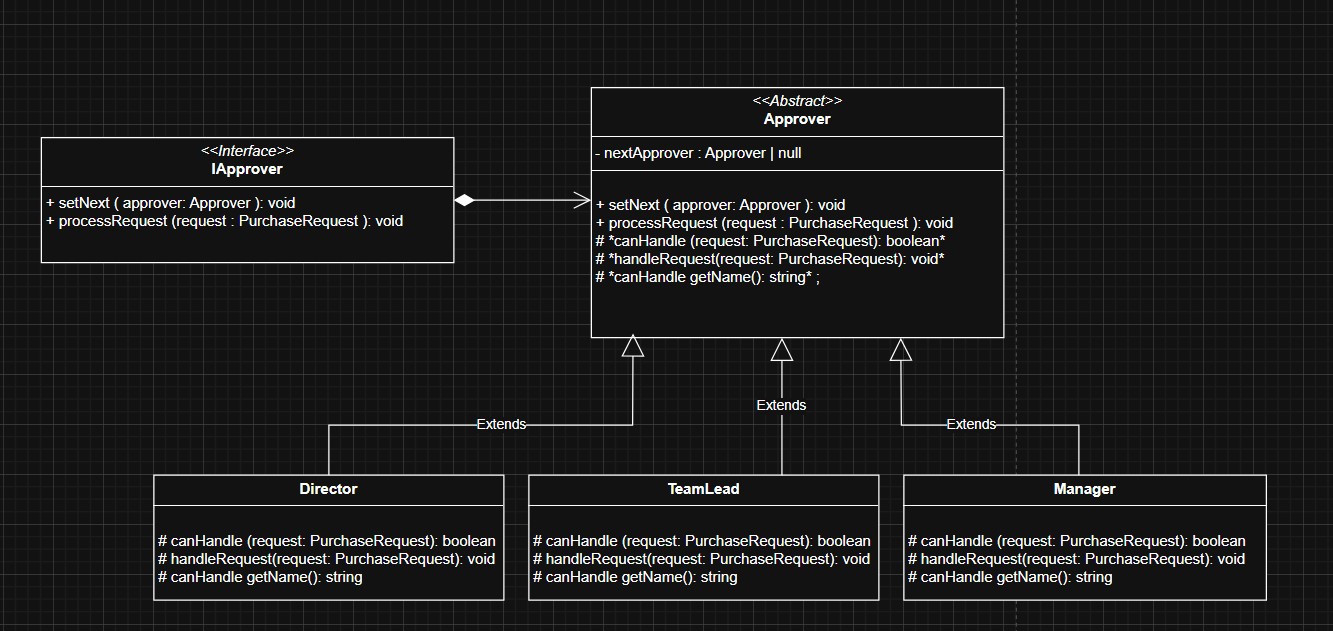 <<Interface>>
IApprover
+ setNext ( approver: Approver ): void
+ processRequest (request : PurchaseRequest ): void
<<Abstract>>
Approver
- nextApprover : Approver | null
+ setNext ( approver: Approver ): void
+ processRequest (request : PurchaseRequest ): void
# *canHandle (request: PurchaseRequest): boolean*
# *handleRequest(request: PurchaseRequest): void*
# *canHandle getName(): string* ;
Extends
Extends
Extends
Director
# canHandle (request: PurchaseRequest): boolean
# handleRequest(request: PurchaseRequest): void
# canHandle getName(): string
TeamLead
# canHandle (request: PurchaseRequest): boolean
# handleRequest(request: PurchaseRequest): void
# canHandle getName(): string
Manager
# canHandle (request: PurchaseRequest): boolean
# handleRequest(request: PurchaseRequest): void
# canHandle getName(): string